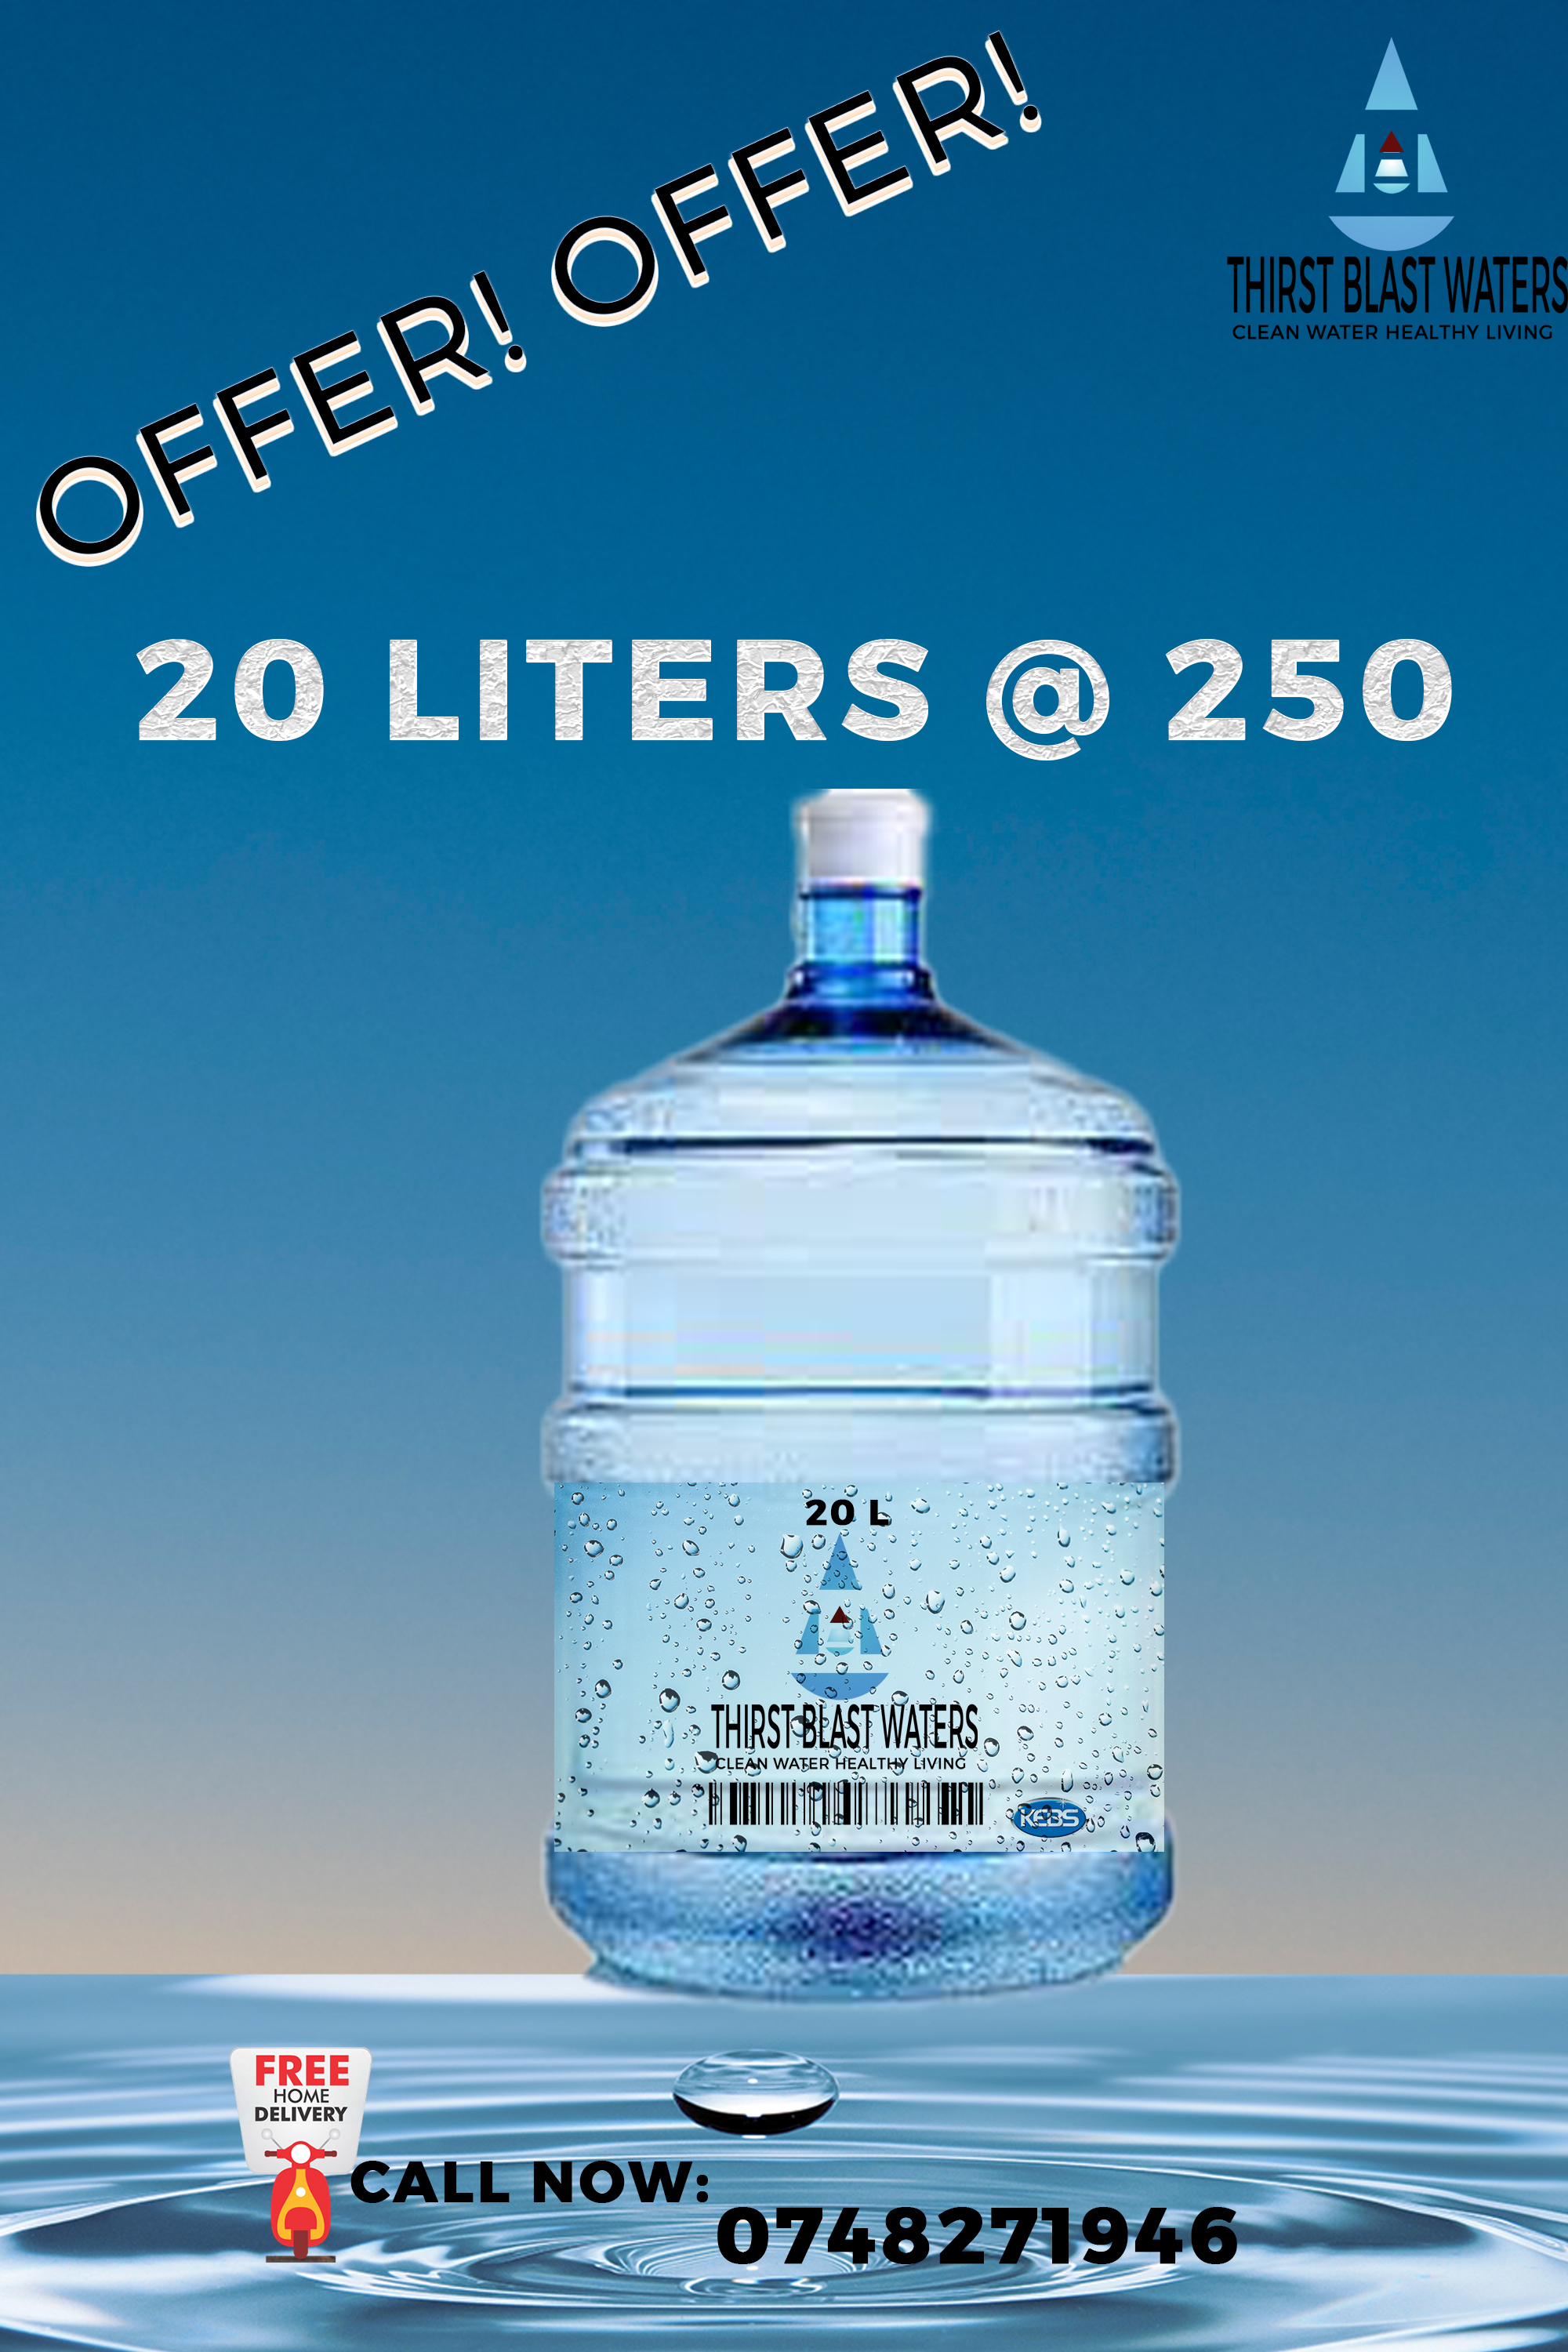 OFFER! OFFER!
THIRST BLAST WATERS
CLEAN WATER HEALTHY LIVING
20 LITERS @ 250
20 L
THIRST BLAST WATERS
CLEAN WATER HEALTHY LIVING
KEBS
FREE
HOME
DELIVERY
CALL NOW:
0748271946